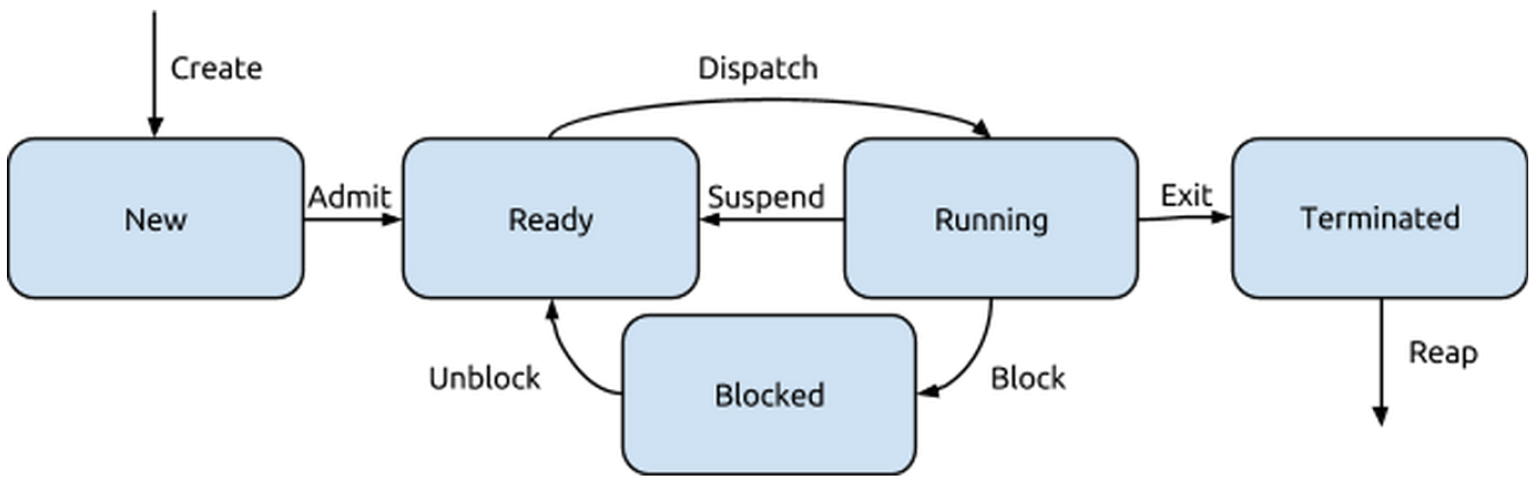 Create
Dispatch
New
Admit
Ready
Suspend
Running
Exit
Terminated
Unblock
Blocked
Block
Reap